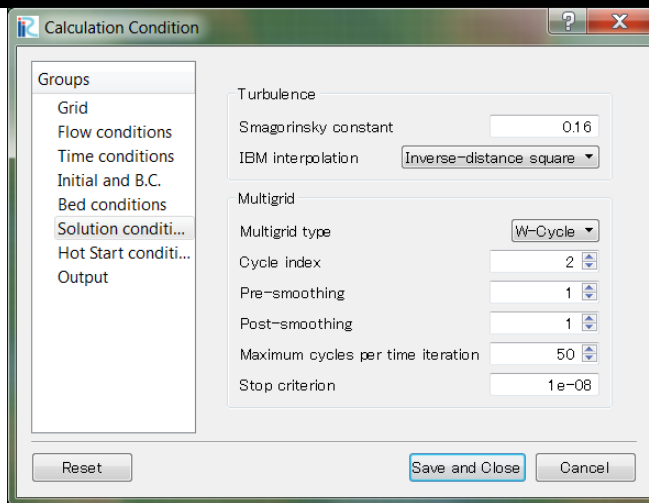 iR Calculation Condition
Groups
Grid
Flow conditions
Time conditions
Initial and B.C.
Bed conditions
Solution conditi...
Hot Start conditi...
Output
Turbulence
Smagorinsky constant 0.16
IBM interpolation Inverse-distance square
Multigrid
Multigrid type W-Cycle
Cycle index 2
Pre-smoothing 1
Post-smoothing 1
Maximum cycles per time iteration 50
Stop criterion 1e-08
Reset Save and Close Cancel